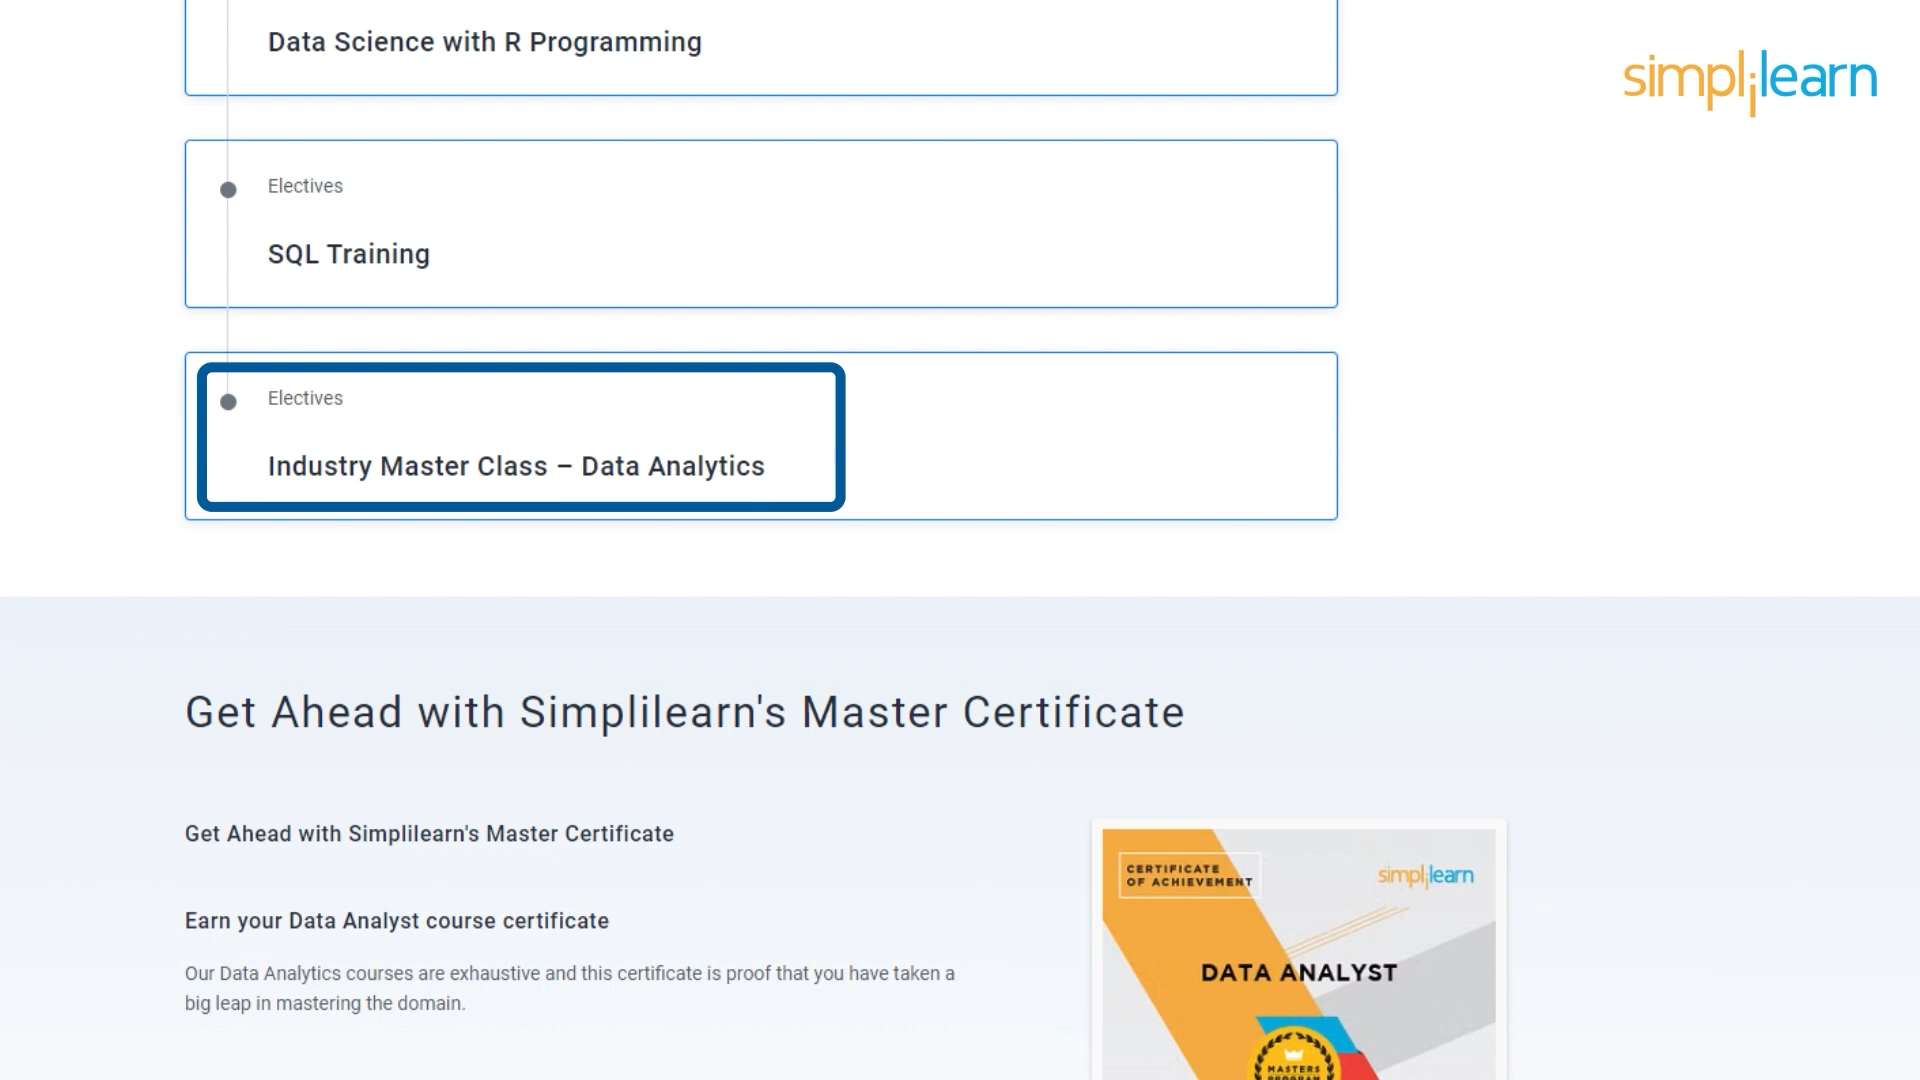 Data Science with R Programming
simplilearn
Electives
SQL Training
Electives
Industry Master Class – Data Analytics
Get Ahead with Simplilearn's Master Certificate
Get Ahead with Simplilearn's Master Certificate
Earn your Data Analyst course certificate
Our Data Analytics courses are exhaustive and this certificate is proof that you have taken a
big leap in mastering the domain.
CERTIFICATE
OF ACHIEVEMENT
simplilearn
DATA ANALYST
MASTERS
PROGRAM